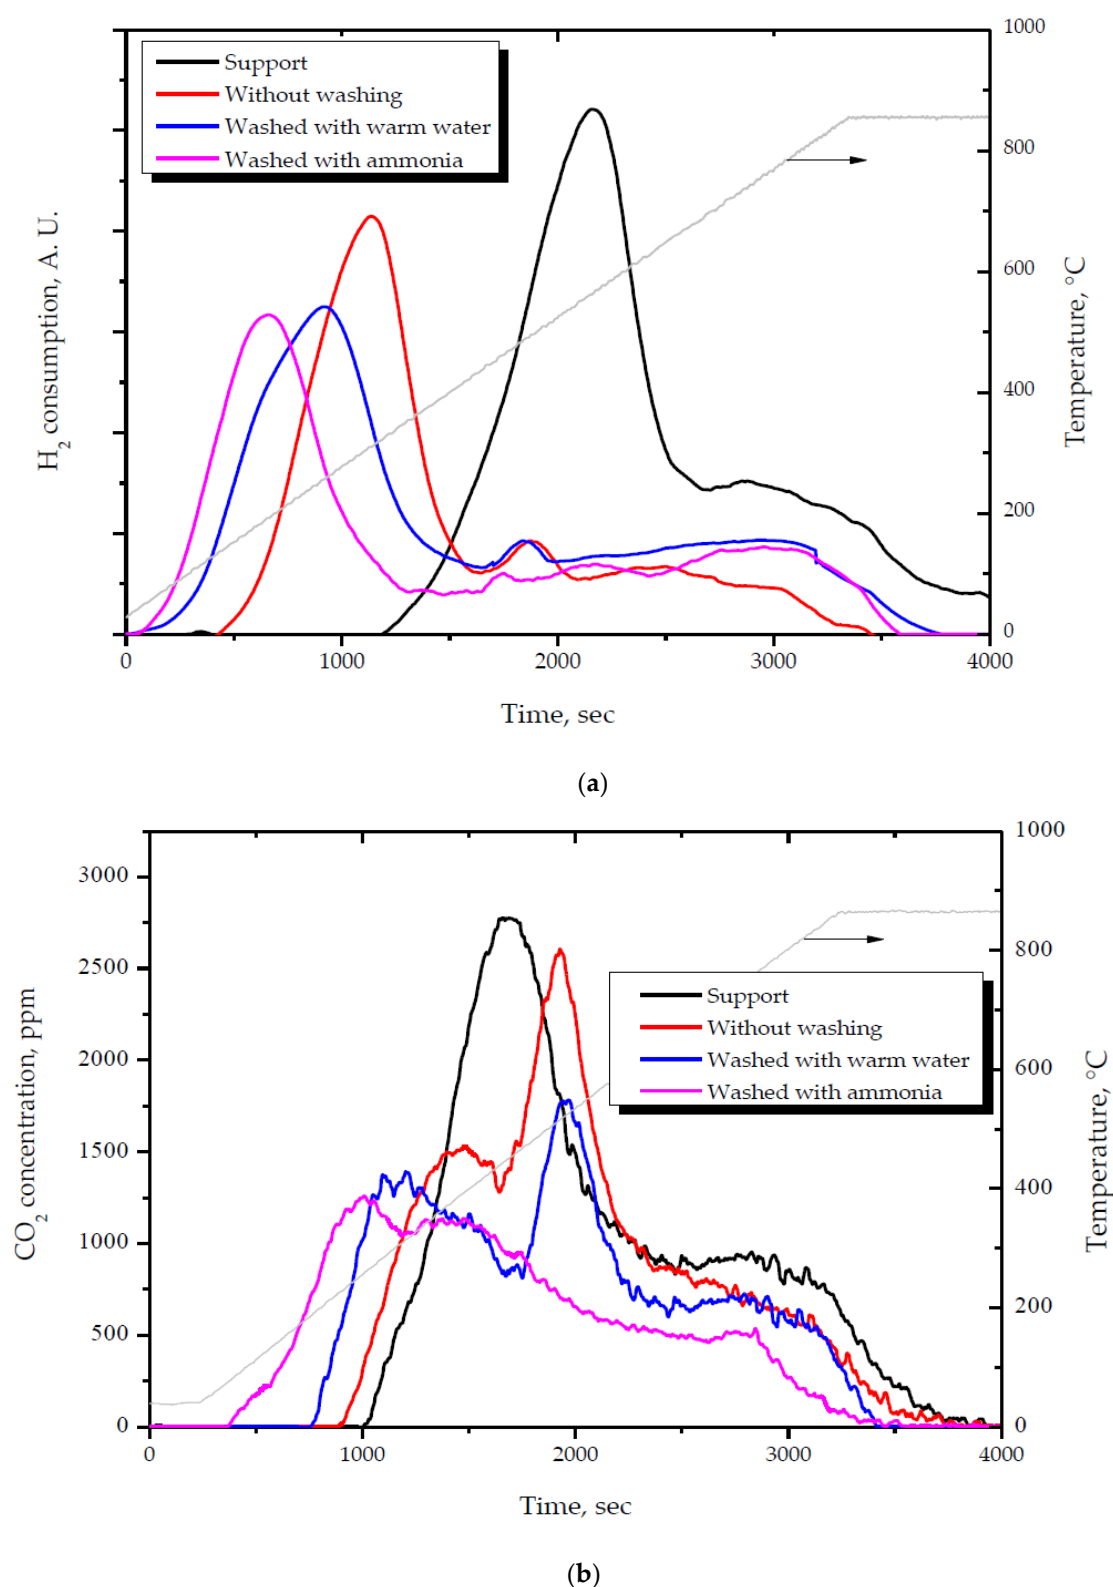 Support
Without washing
Washed with warm water
Washed with ammonia
H2 consumption, A. U.
1000
800
600
400
200
0
Temperature, °C
0 1000 2000 3000 4000
Time, sec
(a)
3000
2500
2000
1500
1000
500
0
CO2 concentration, ppm
Support
Without washing
Washed with warm water
Washed with ammonia
1000
800
600
400
200
0
Temperature, °C
0 1000 2000 3000 4000
Time, sec
(b)